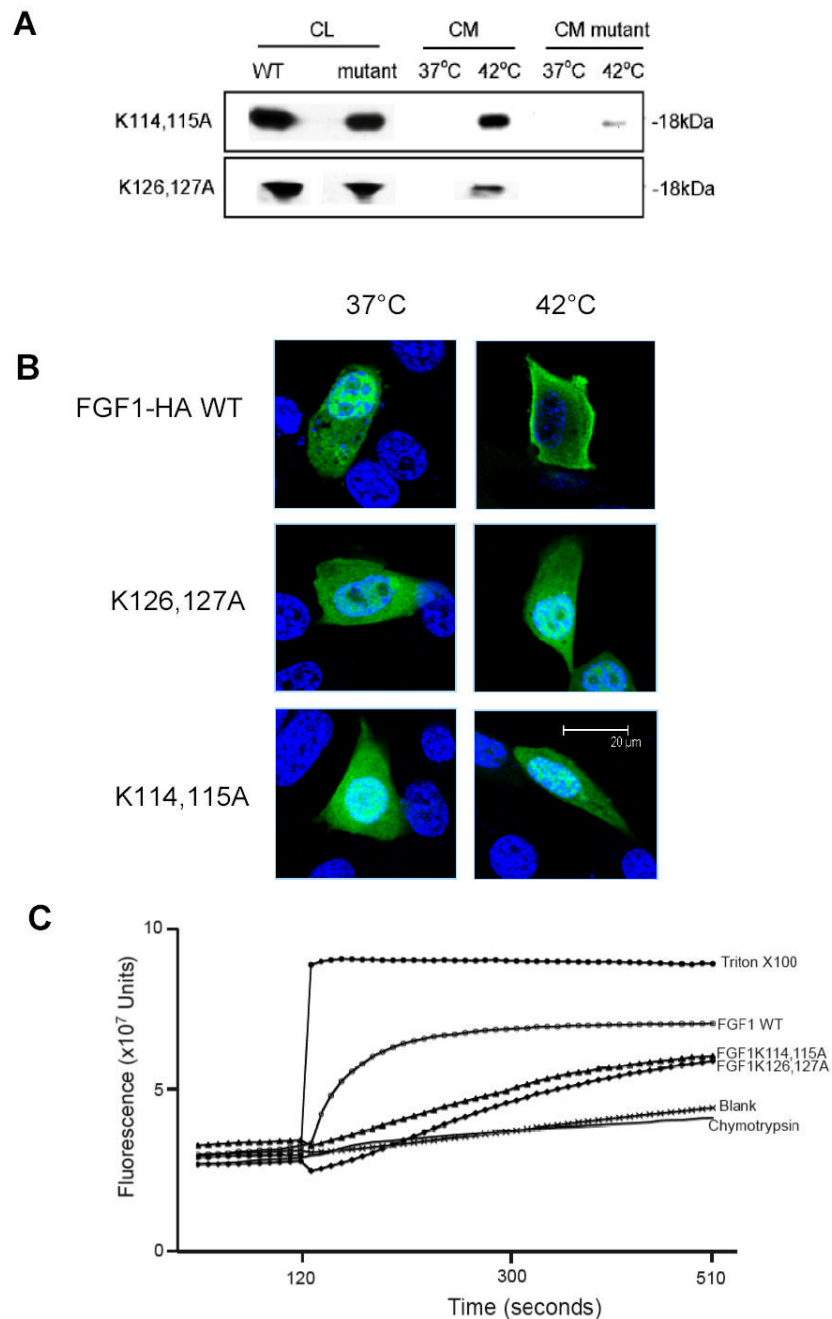 A
CL CM CM mutant
WT mutant 37°C 42°C 37°C 42°C
K114,115A -18kDa
K126,127A -18kDa
37°C 42°C
B
FGF1-HA WT
K126,127A
K114,115A
20 µm
C
10
Triton X100
FGF1 WT
FGF1K114,115A
FGF1K126,127A
5
Blank
Chymotrypsin
0
Fluorescence (x10⁷ Units)
120 300 510
Time (seconds)